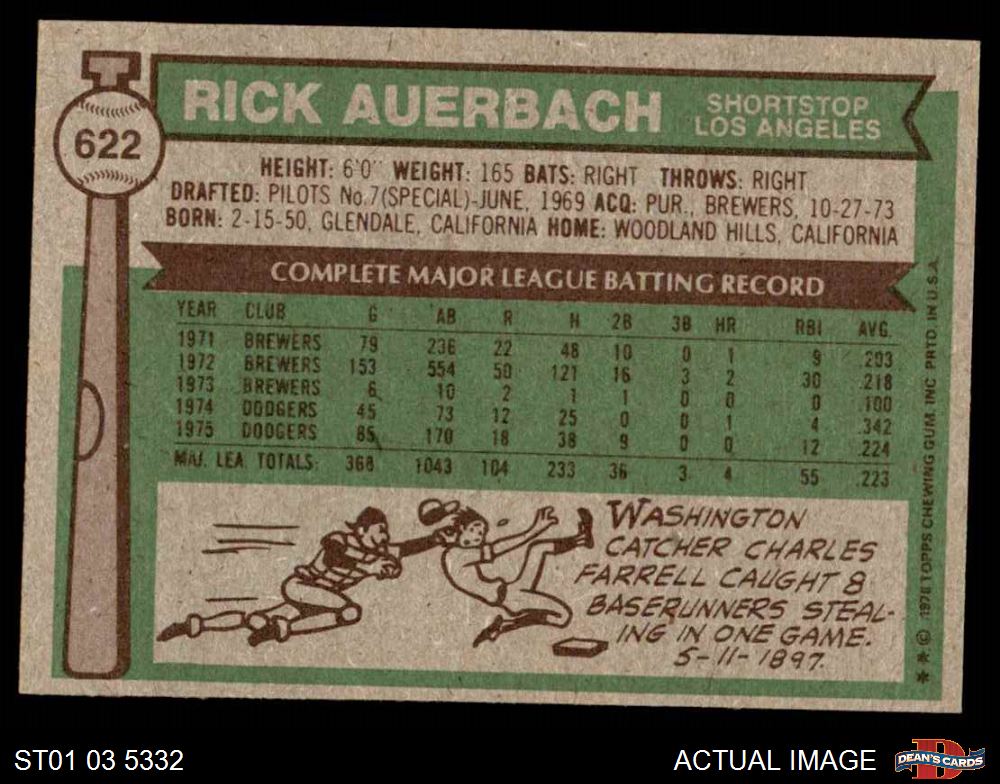 622
RICK AUERBACH
SHORTSTOP
LOS ANGELES
HEIGHT: 6'0" WEIGHT: 165 BATS: RIGHT THROWS: RIGHT
DRAFTED: PILOTS No.7(SPECIAL)-JUNE, 1969 ACQ: PUR., BREWERS, 10-27-73
BORN: 2-15-50, GLENDALE, CALIFORNIA HOME: WOODLAND HILLS, CALIFORNIA
COMPLETE MAJOR LEAGUE BATTING RECORD
YEAR CLUB G AB R H 2B 3B HR RBI AVG.
1971 BREWERS 79 236 22 48 10 0 1 9 .203
1972 BREWERS 153 554 50 121 16 3 2 30 .218
1973 BREWERS 6 10 2 1 1 0 0 0 .100
1974 DODGERS 45 73 12 25 0 0 1 4 .342
1975 DODGERS 85 170 18 38 9 0 0 12 .224
MAJ. LEA. TOTALS: 368 1043 104 233 36 3 4 55 .223
WASHINGTON
CATCHER CHARLES
FARRELL CAUGHT 8
BASERUNNERS STEAL-
ING IN ONE GAME.
5-11-1897.
** © 1976 TOPPS CHEWING GUM, INC. PRTD. IN U.S.A.
ST01 03 5332
ACTUAL IMAGE
DEAN'S CARDS